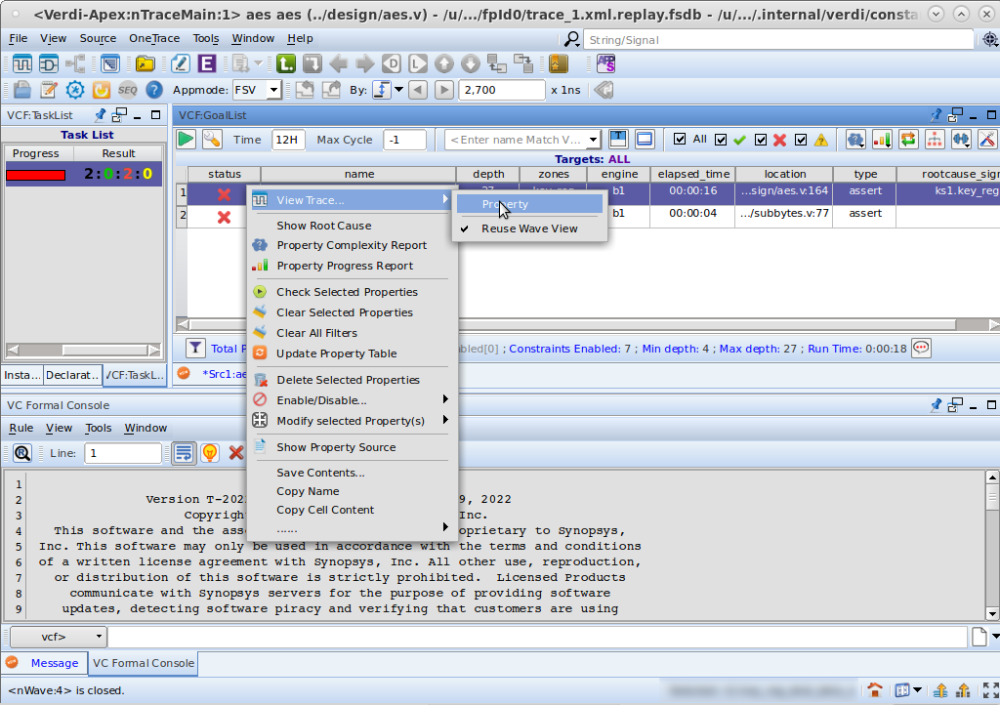 <Verdi-Apex:nTraceMain:1> aes aes (../design/aes.v) - /u/.../fpId0/trace_1.xml.replay.fsdb - /u/.../.internal/verdi/consta
File View Source OneTrace Tools Window Help
String/Signal
Appmode: FSV By: 2,700 x 1ns
VCF:TaskList
Task List
Progress Result
2:0:2:0
VCF:GoalList
Time 12H Max Cycle -1 <Enter name Match V... All
Targets: ALL
status name depth zones engine elapsed_time location type rootcause_sign
1 b1 00:00:16 ...sign/aes.v:164 assert ks1.key_reg
2 b1 00:00:04 .../subbytes.v:77 assert
View Trace...
Property
Reuse Wave View
Show Root Cause
Property Complexity Report
Property Progress Report
Check Selected Properties
Clear Selected Properties
Clear All Filters
Update Property Table
Delete Selected Properties
Enable/Disable...
Modify selected Property(s)
Show Property Source
Save Contents...
Copy Name
Copy Cell Content
......
Total P abled[0] ; Constraints Enabled: 7 ; Min depth: 4 ; Max depth: 27 ; Run Time: 0:00:18
Insta... Declarat.. VCF:TaskL..
*Src1:ae
VC Formal Console
Rule View Tools Window
Line: 1
1
2 Version T-202 9, 2022
3 Copyrigh Inc.
4 This software and the ass oprietary to Synopsys,
5 Inc. This software may only be used in accordance with the terms and conditions
6 of a written license agreement with Synopsys, Inc. All other use, reproduction,
7 or distribution of this software is strictly prohibited. Licensed Products
8 communicate with Synopsys servers for the purpose of providing software
9 updates, detecting software piracy and verifying that customers are using
vcf>
Message VC Formal Console
<nWave:4> is closed.